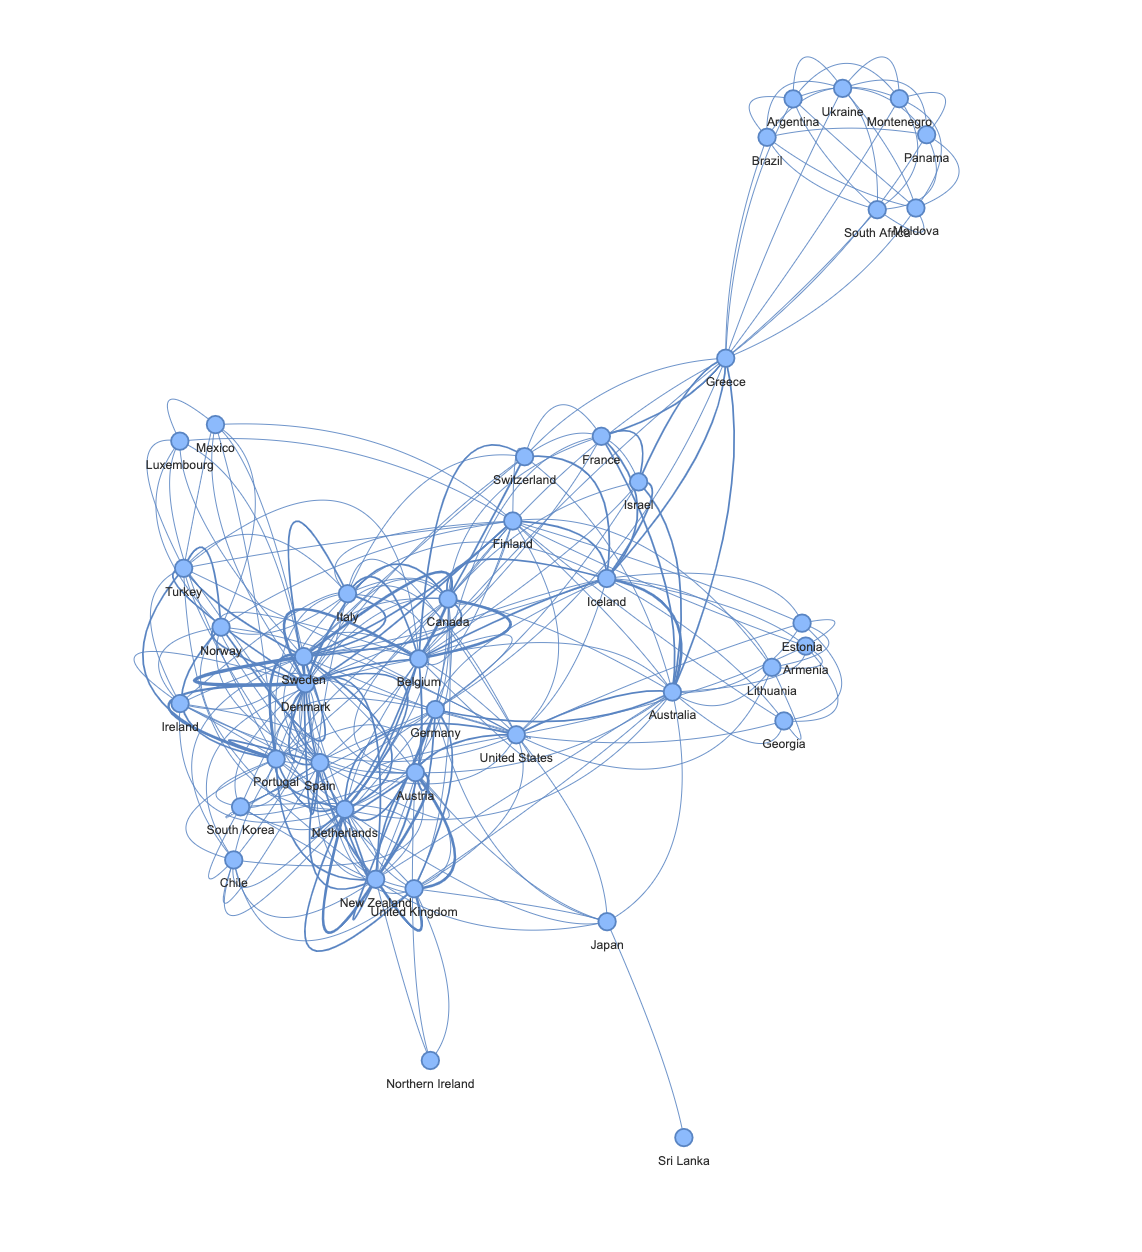 Ukraine
Argentina
Montenegro
Brazil
Panama
South Africa
Moldova
Greece
Mexico
France
Luxembourg
Switzerland
Israel
Finland
Turkey
Iceland
Italy
Canada
Norway
Estonia
Armenia
Sweden
Belgium
Lithuania
Denmark
Australia
Ireland
Germany
Georgia
United States
Portugal
Spain
Austria
South Korea
Netherlands
Chile
New Zealand
United Kingdom
Japan
Northern Ireland
Sri Lanka